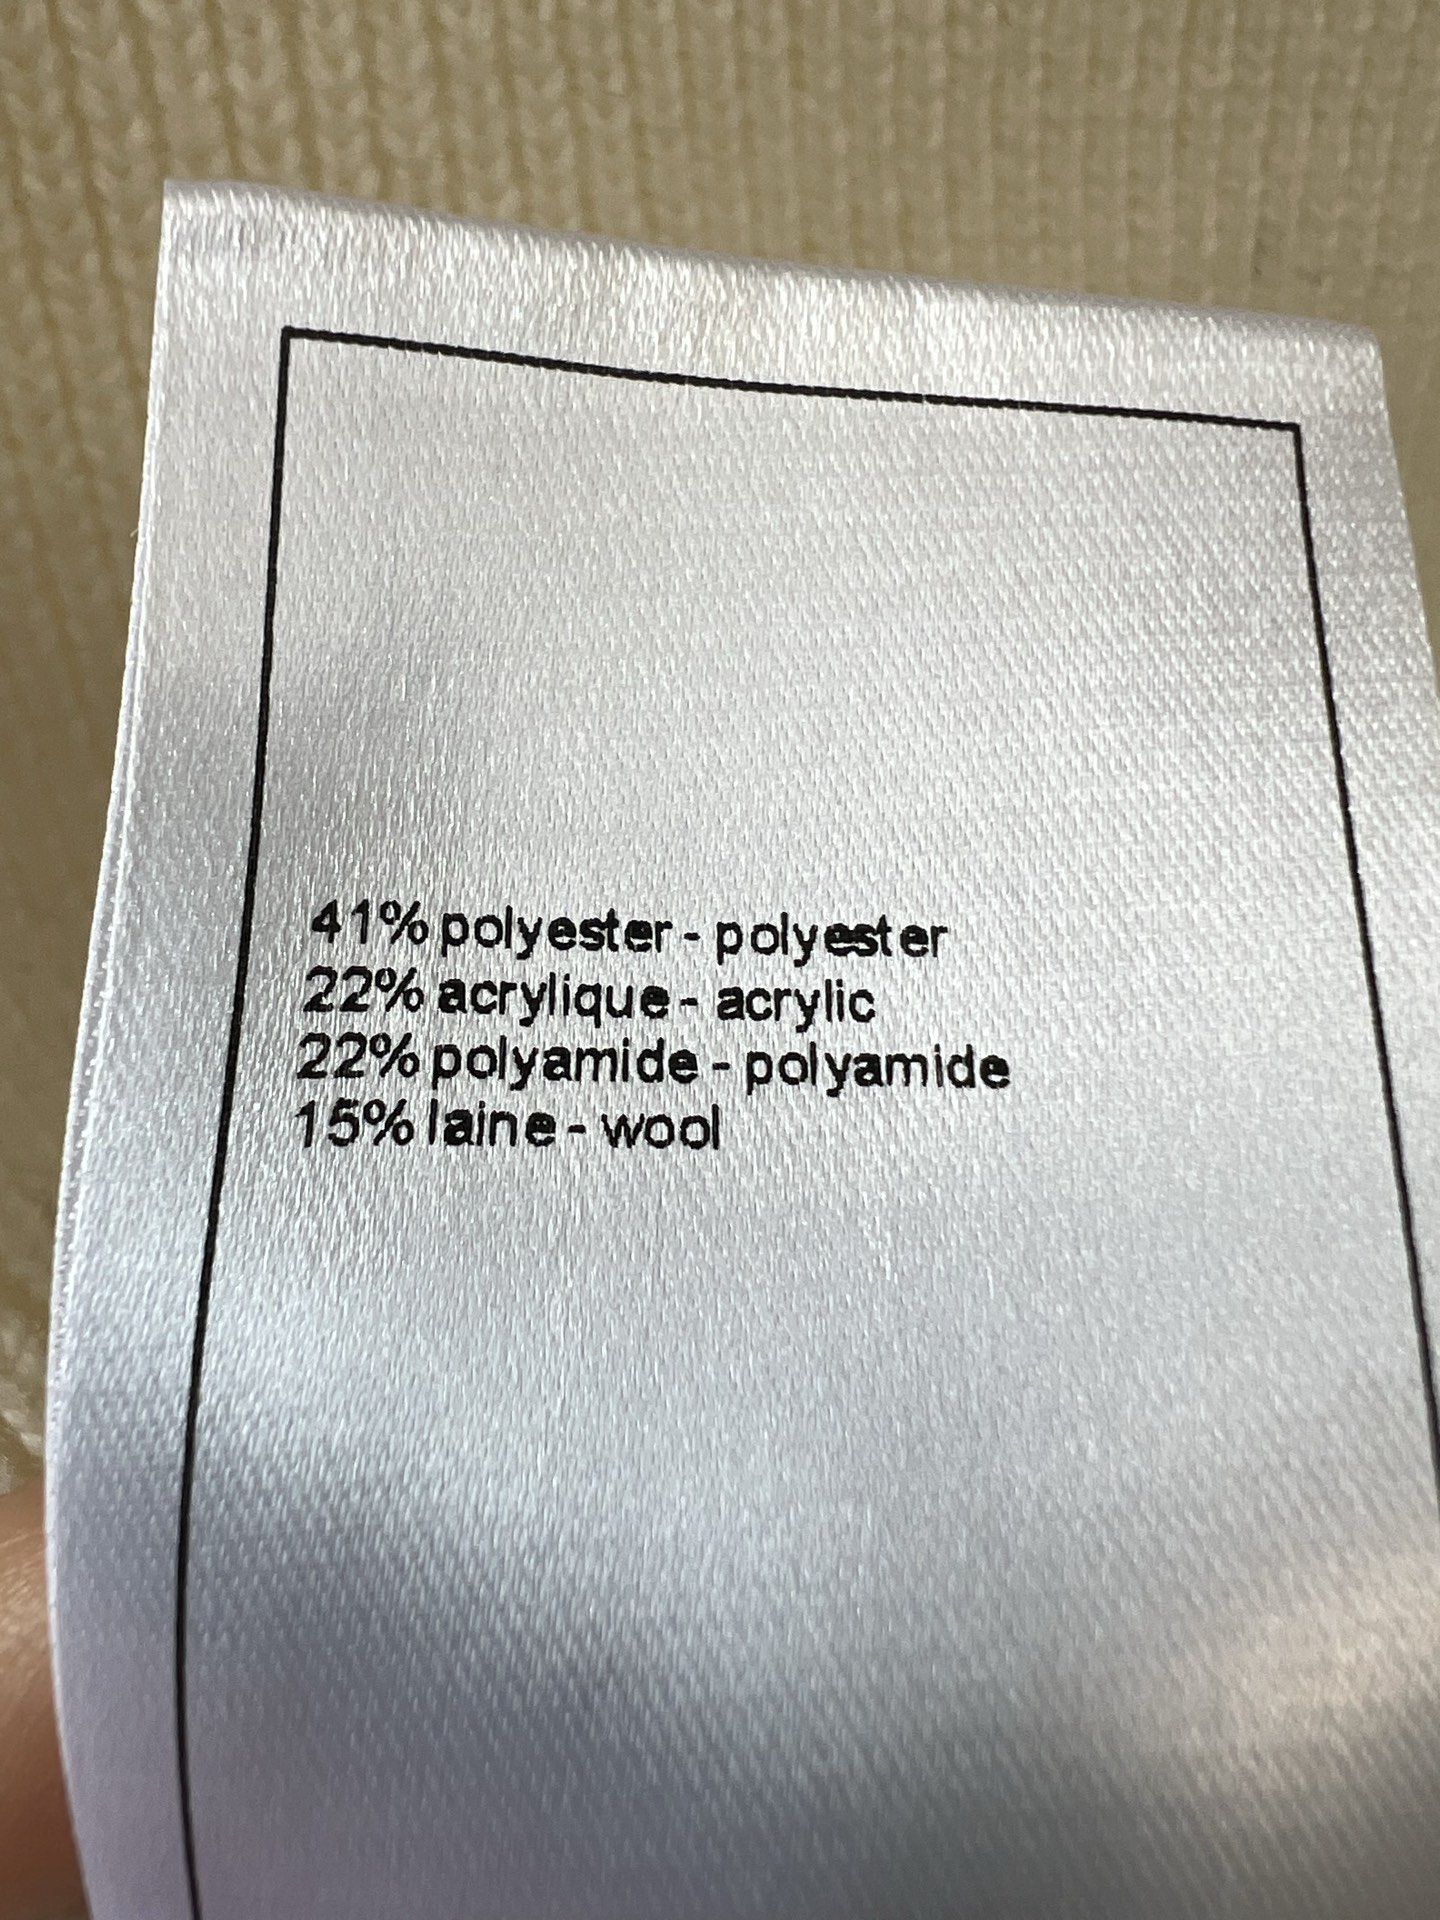 41% polyester - polyester
22% acrylique - acrylic
22% polyamide - polyamide
15% laine - wool